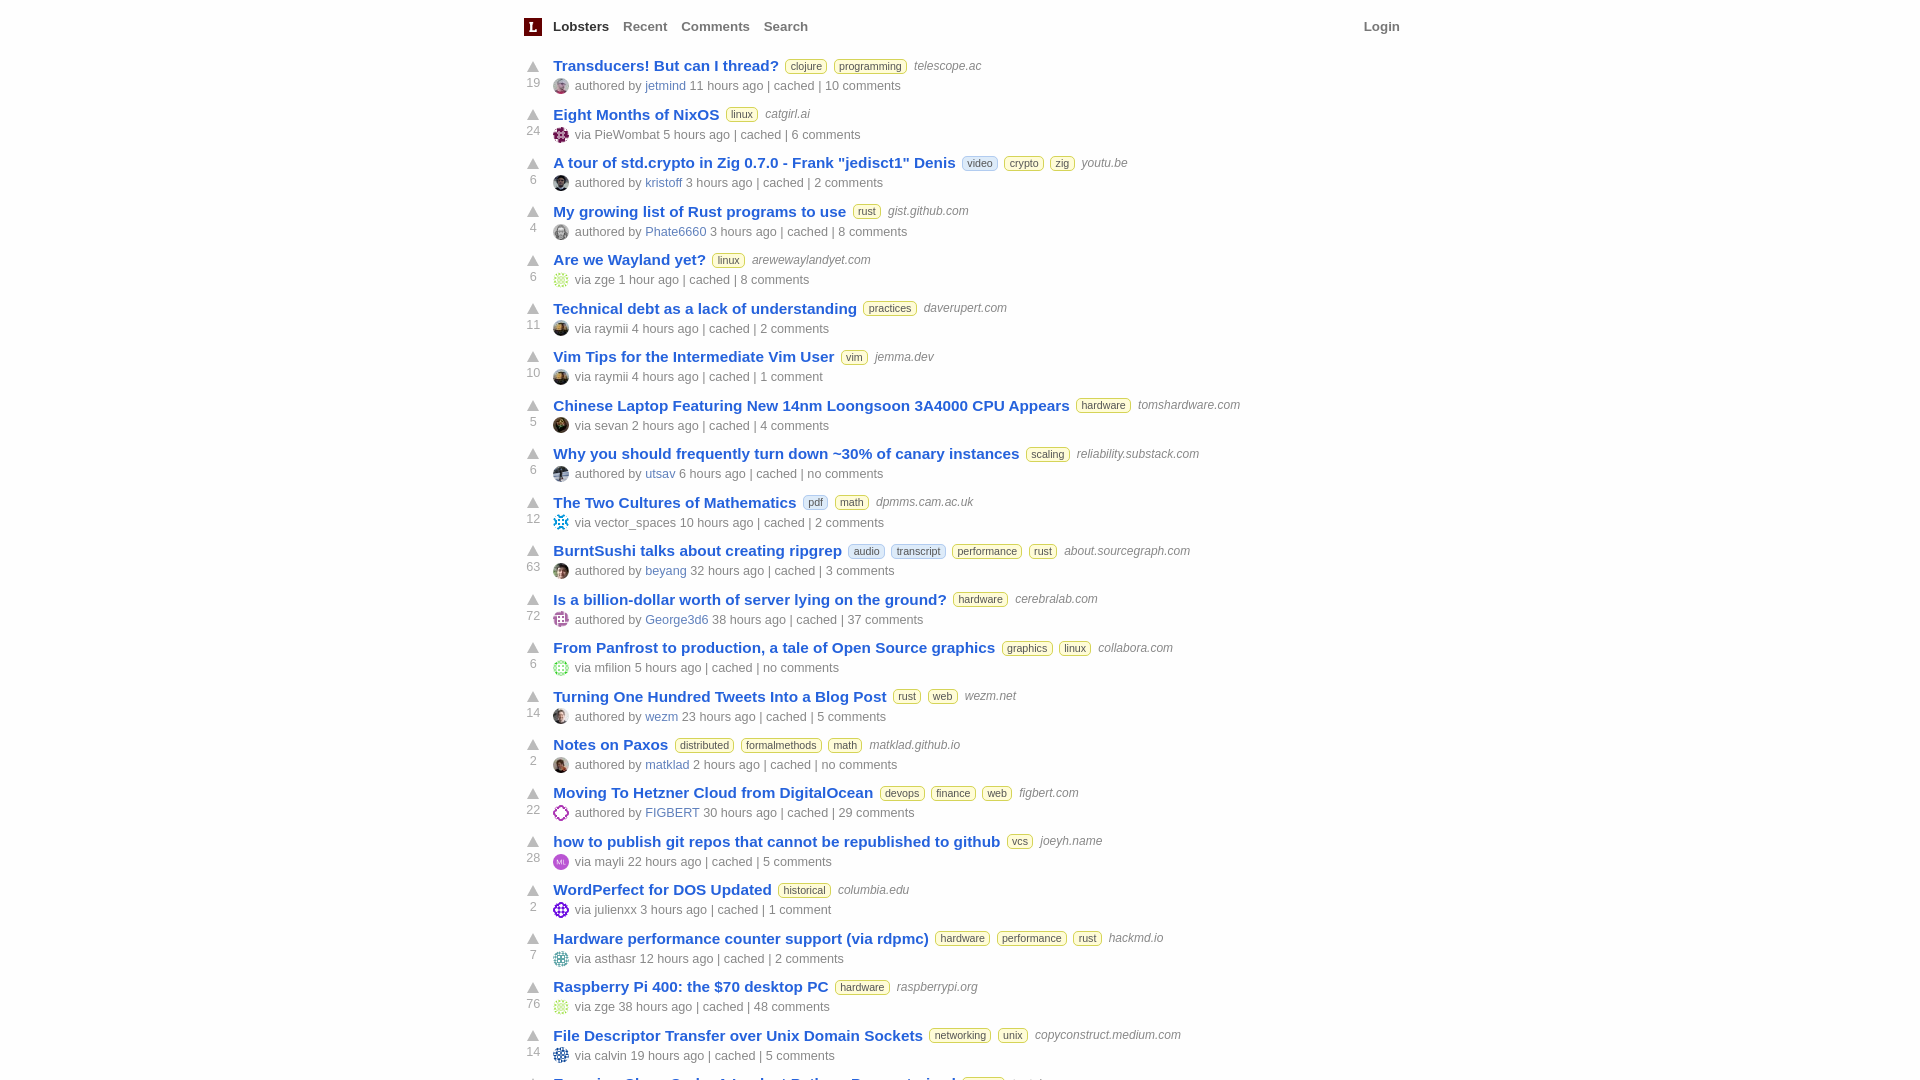 L Lobsters Recent Comments Search Login
Transducers! But can I thread? clojure programming telescope.ac
19 authored by jetmind 11 hours ago | cached | 10 comments
Eight Months of NixOS linux catgirl.ai
24 via PieWombat 5 hours ago | cached | 6 comments
A tour of std.crypto in Zig 0.7.0 - Frank "jedisct1" Denis video crypto zig youtu.be
6 authored by kristoff 3 hours ago | cached | 2 comments
My growing list of Rust programs to use rust gist.github.com
4 authored by Phate6660 3 hours ago | cached | 8 comments
Are we Wayland yet? linux arewewaylandyet.com
6 via zge 1 hour ago | cached | 8 comments
Technical debt as a lack of understanding practices daverupert.com
11 via raymii 4 hours ago | cached | 2 comments
Vim Tips for the Intermediate Vim User vim jemma.dev
10 via raymii 4 hours ago | cached | 1 comment
Chinese Laptop Featuring New 14nm Loongsoon 3A4000 CPU Appears hardware tomshardware.com
5 via sevan 2 hours ago | cached | 4 comments
Why you should frequently turn down ~30% of canary instances scaling reliability.substack.com
6 authored by utsav 6 hours ago | cached | no comments
The Two Cultures of Mathematics pdf math dpmms.cam.ac.uk
12 via vector_spaces 10 hours ago | cached | 2 comments
BurntSushi talks about creating ripgrep audio transcript performance rust about.sourcegraph.com
63 authored by beyang 32 hours ago | cached | 3 comments
Is a billion-dollar worth of server lying on the ground? hardware cerebralab.com
72 authored by George3d6 38 hours ago | cached | 37 comments
From Panfrost to production, a tale of Open Source graphics graphics linux collabora.com
6 via mfilion 5 hours ago | cached | no comments
Turning One Hundred Tweets Into a Blog Post rust web wezm.net
14 authored by wezm 23 hours ago | cached | 5 comments
Notes on Paxos distributed formalmethods math matklad.github.io
2 authored by matklad 2 hours ago | cached | no comments
Moving To Hetzner Cloud from DigitalOcean devops finance web figbert.com
22 authored by FIGBERT 30 hours ago | cached | 29 comments
how to publish git repos that cannot be republished to github vcs joeyh.name
28 via mayli 22 hours ago | cached | 5 comments
WordPerfect for DOS Updated historical columbia.edu
2 via julienxx 3 hours ago | cached | 1 comment
Hardware performance counter support (via rdpmc) hardware performance rust hackmd.io
7 via asthasr 12 hours ago | cached | 2 comments
Raspberry Pi 400: the $70 desktop PC hardware raspberrypi.org
76 via zge 38 hours ago | cached | 48 comments
File Descriptor Transfer over Unix Domain Sockets networking unix copyconstruct.medium.com
14 via calvin 19 hours ago | cached | 5 comments